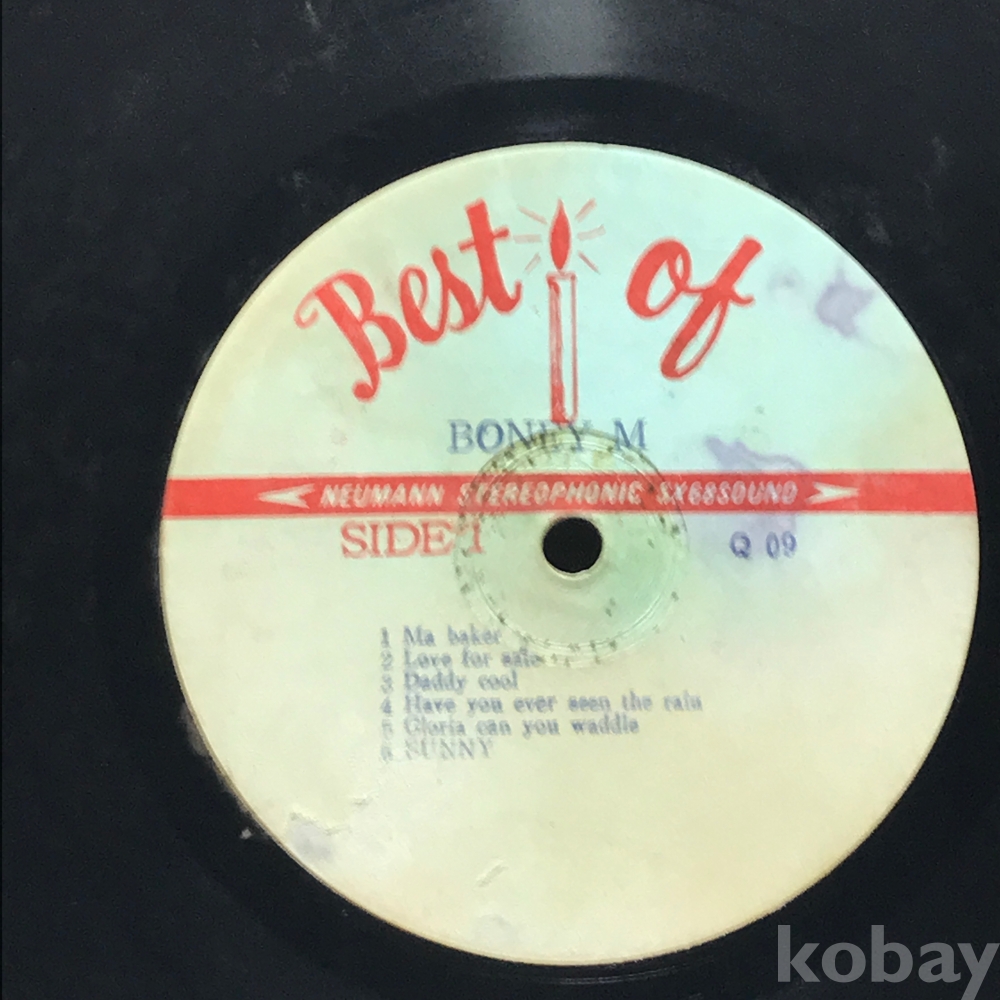 Best of
BONEY M
NEUMANN STEREOPHONIC SX68SOUND
SIDE 1
Q 09
1 Ma baker
2 Love for sale
3 Daddy cool
4 Have you ever seen the rain
5 Gloria can you waddle
6 SUNNY
kobay